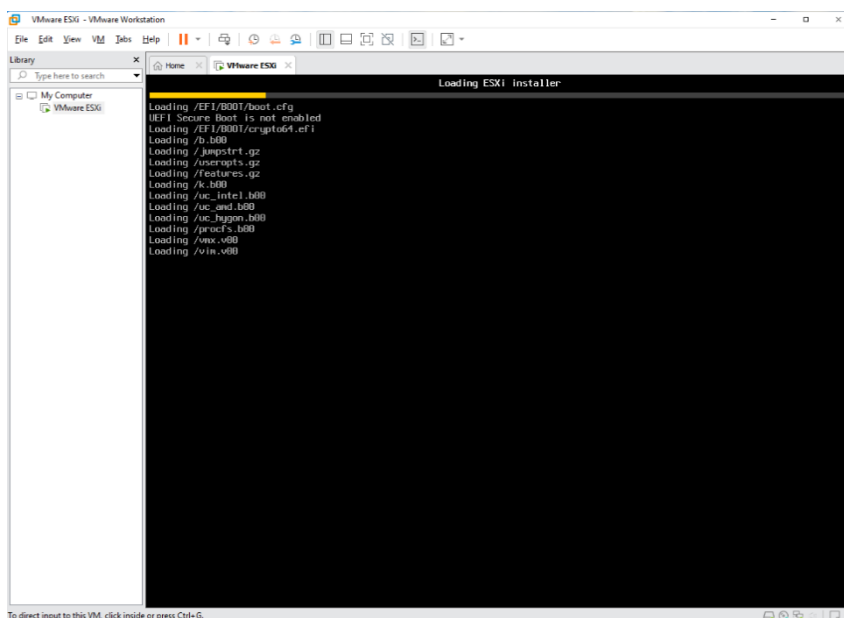 VMware ESXi - VMware Workstation
File Edit View VM Tabs Help
Library
Type here to search
My Computer
VMware ESXi
Home
VMware ESXi
Loading ESXi installer
Loading /EFI/BOOT/boot.cfg
UEFI Secure Boot is not enabled
Loading /EFI/BOOT/crypto64.efi
Loading /b.b00
Loading /jumpstrt.gz
Loading /useropts.gz
Loading /features.gz
Loading /k.b00
Loading /uc_intel.b00
Loading /uc_amd.b00
Loading /uc_hygon.b00
Loading /procfs.b00
Loading /vmx.v00
Loading /vim.v00
To direct input to this VM, click inside or press Ctrl+G.